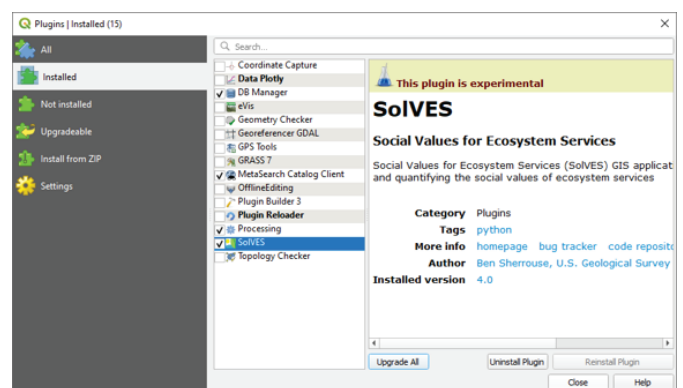 Plugins | Installed (15)
All
Installed
Not installed
Upgradeable
Install from ZIP
Settings
Search...
Coordinate Capture
Data Plotly
DB Manager
eVis
Geometry Checker
Georeferencer GDAL
GPS Tools
GRASS 7
MetaSearch Catalog Client
OfflineEditing
Plugin Builder 3
Plugin Reloader
Processing
SolVES
Topology Checker
This plugin is experimental
SolVES
Social Values for Ecosystem Services
Social Values for Ecosystem Services (SolVES) GIS applicat
and quantifying the social values of ecosystem services
Category Plugins
Tags python
More info homepage bug tracker code reposito
Author Ben Sherrouse, U.S. Geological Survey
Installed version 4.0
Upgrade All Uninstall Plugin Reinstall Plugin
Close Help